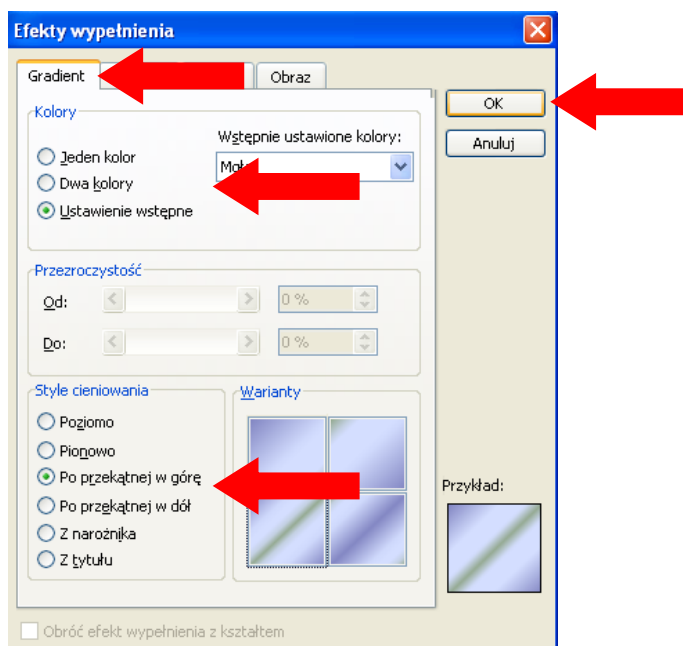 Efekty wypełnienia
Gradient
Obraz
OK
Anuluj
Kolory
Wstępnie ustawione kolory:
Jeden kolor
Dwa kolory
Ustawienie wstępne
Przezroczystość
Od: 0 %
Do: 0 %
Style cieniowania
Warianty
Poziomo
Pionowo
Po przekątnej w górę
Po przekątnej w dół
Z narożnika
Z tytułu
Przykład:
Obróć efekt wypełnienia z kształtem